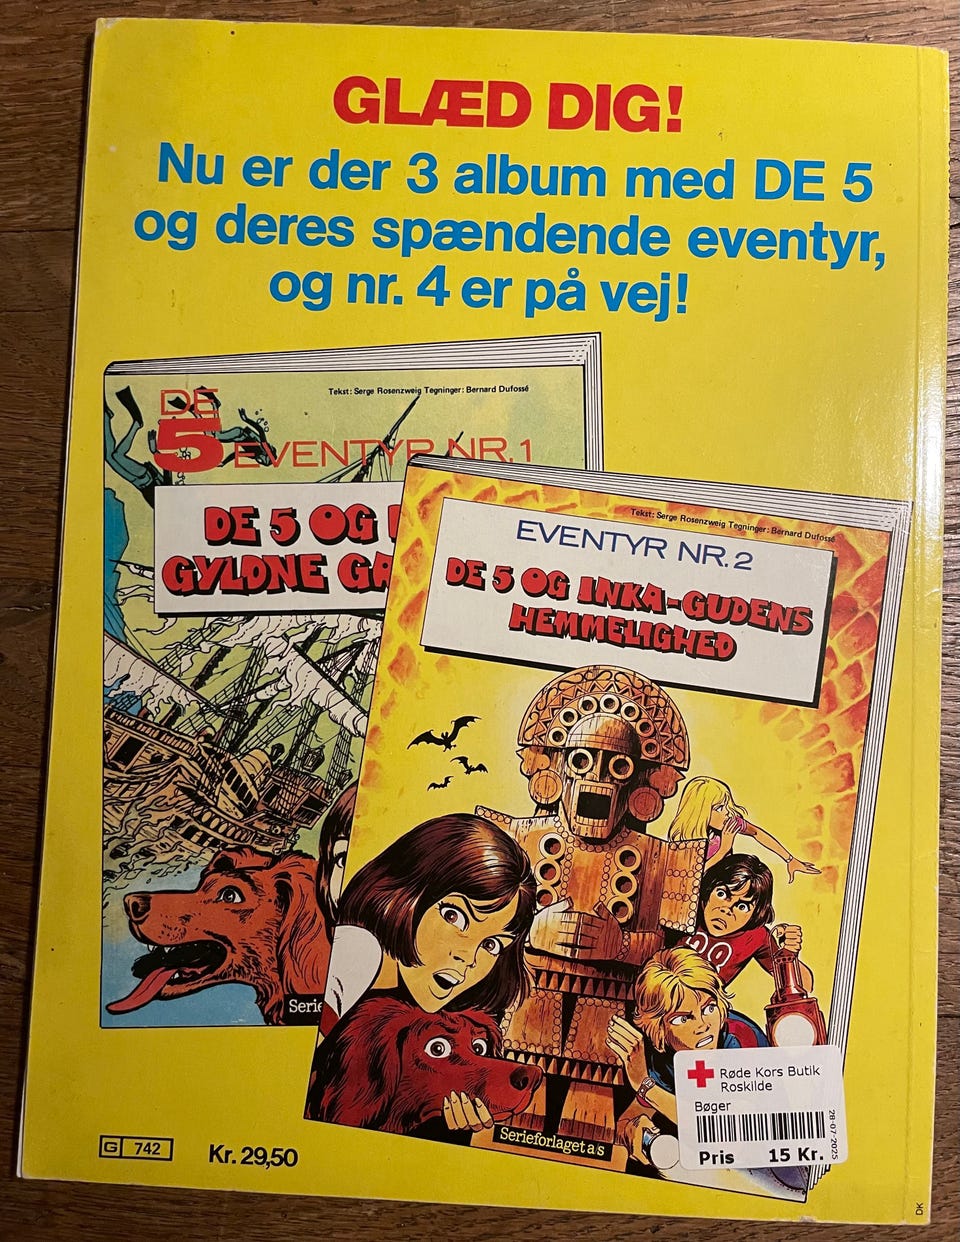 GLÆD DIG!
Nu er der 3 album med DE 5
og deres spændende eventyr,
og nr. 4 er på vej!
Tekst: Serge Rosenzweig Tegninger: Bernard Dufossé
DE
5 EVENTYR NR.1
DE 5 OG
GYLDNE
Serie
Tekst: Serge Rosenzweig Tegninger: Bernard Dufossé
EVENTYR NR.2
DE 5 OG INKA-GUDENS
HEMMELIGHED
Serieforlaget a/s
Røde Kors Butik
Roskilde
Bøger
28-07-2025
Pris 15 Kr.
G 742
Kr. 29,50
DK